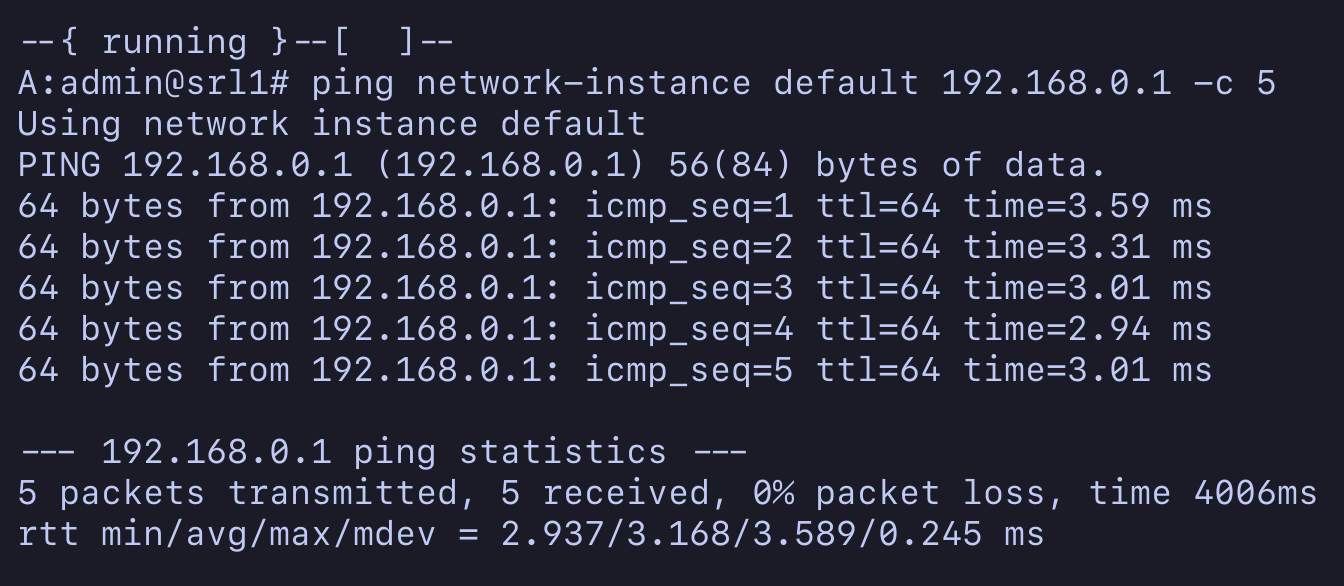 --{ running }--[  ]--
A:admin@srl1# ping network-instance default 192.168.0.1 -c 5
Using network instance default
PING 192.168.0.1 (192.168.0.1) 56(84) bytes of data.
64 bytes from 192.168.0.1: icmp_seq=1 ttl=64 time=3.59 ms
64 bytes from 192.168.0.1: icmp_seq=2 ttl=64 time=3.31 ms
64 bytes from 192.168.0.1: icmp_seq=3 ttl=64 time=3.01 ms
64 bytes from 192.168.0.1: icmp_seq=4 ttl=64 time=2.94 ms
64 bytes from 192.168.0.1: icmp_seq=5 ttl=64 time=3.01 ms

--- 192.168.0.1 ping statistics ---
5 packets transmitted, 5 received, 0% packet loss, time 4006ms
rtt min/avg/max/mdev = 2.937/3.168/3.589/0.245 ms